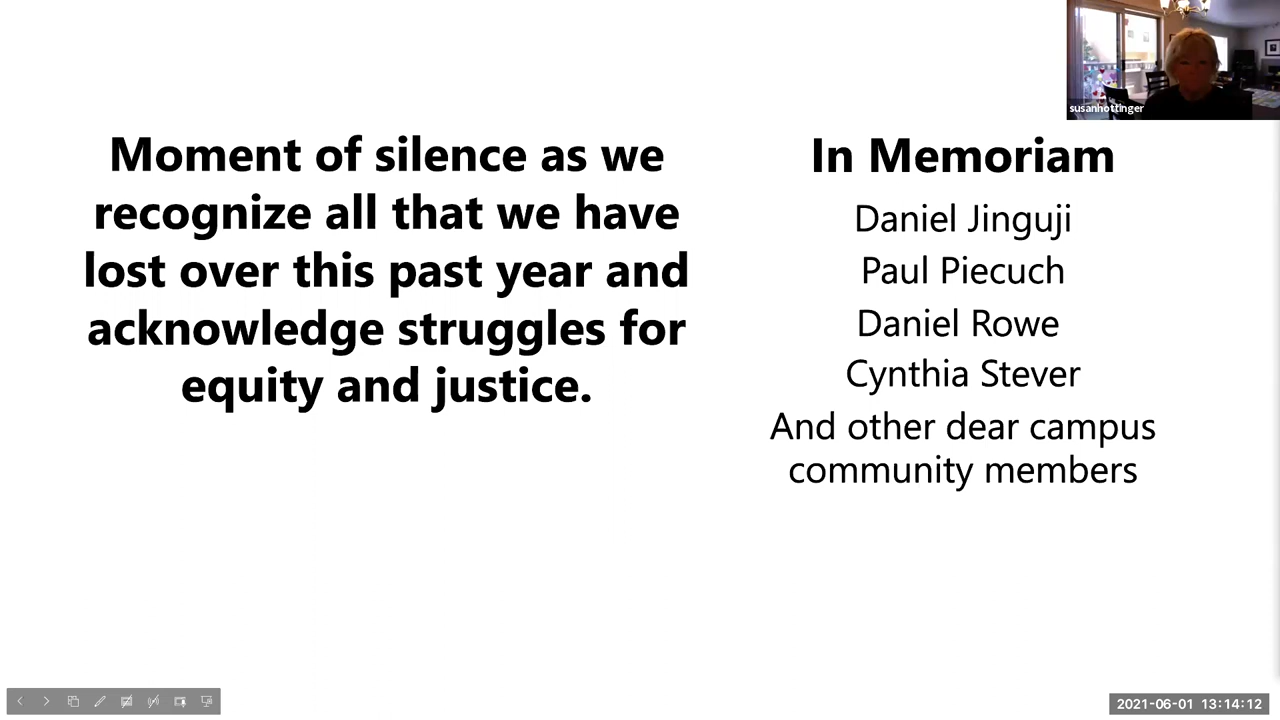 susanhottinger
Moment of silence as we
recognize all that we have
lost over this past year and
acknowledge struggles for
equity and justice.
In Memoriam
Daniel Jinguji
Paul Piecuch
Daniel Rowe
Cynthia Stever
And other dear campus
community members
2021-06-01 13:14:12